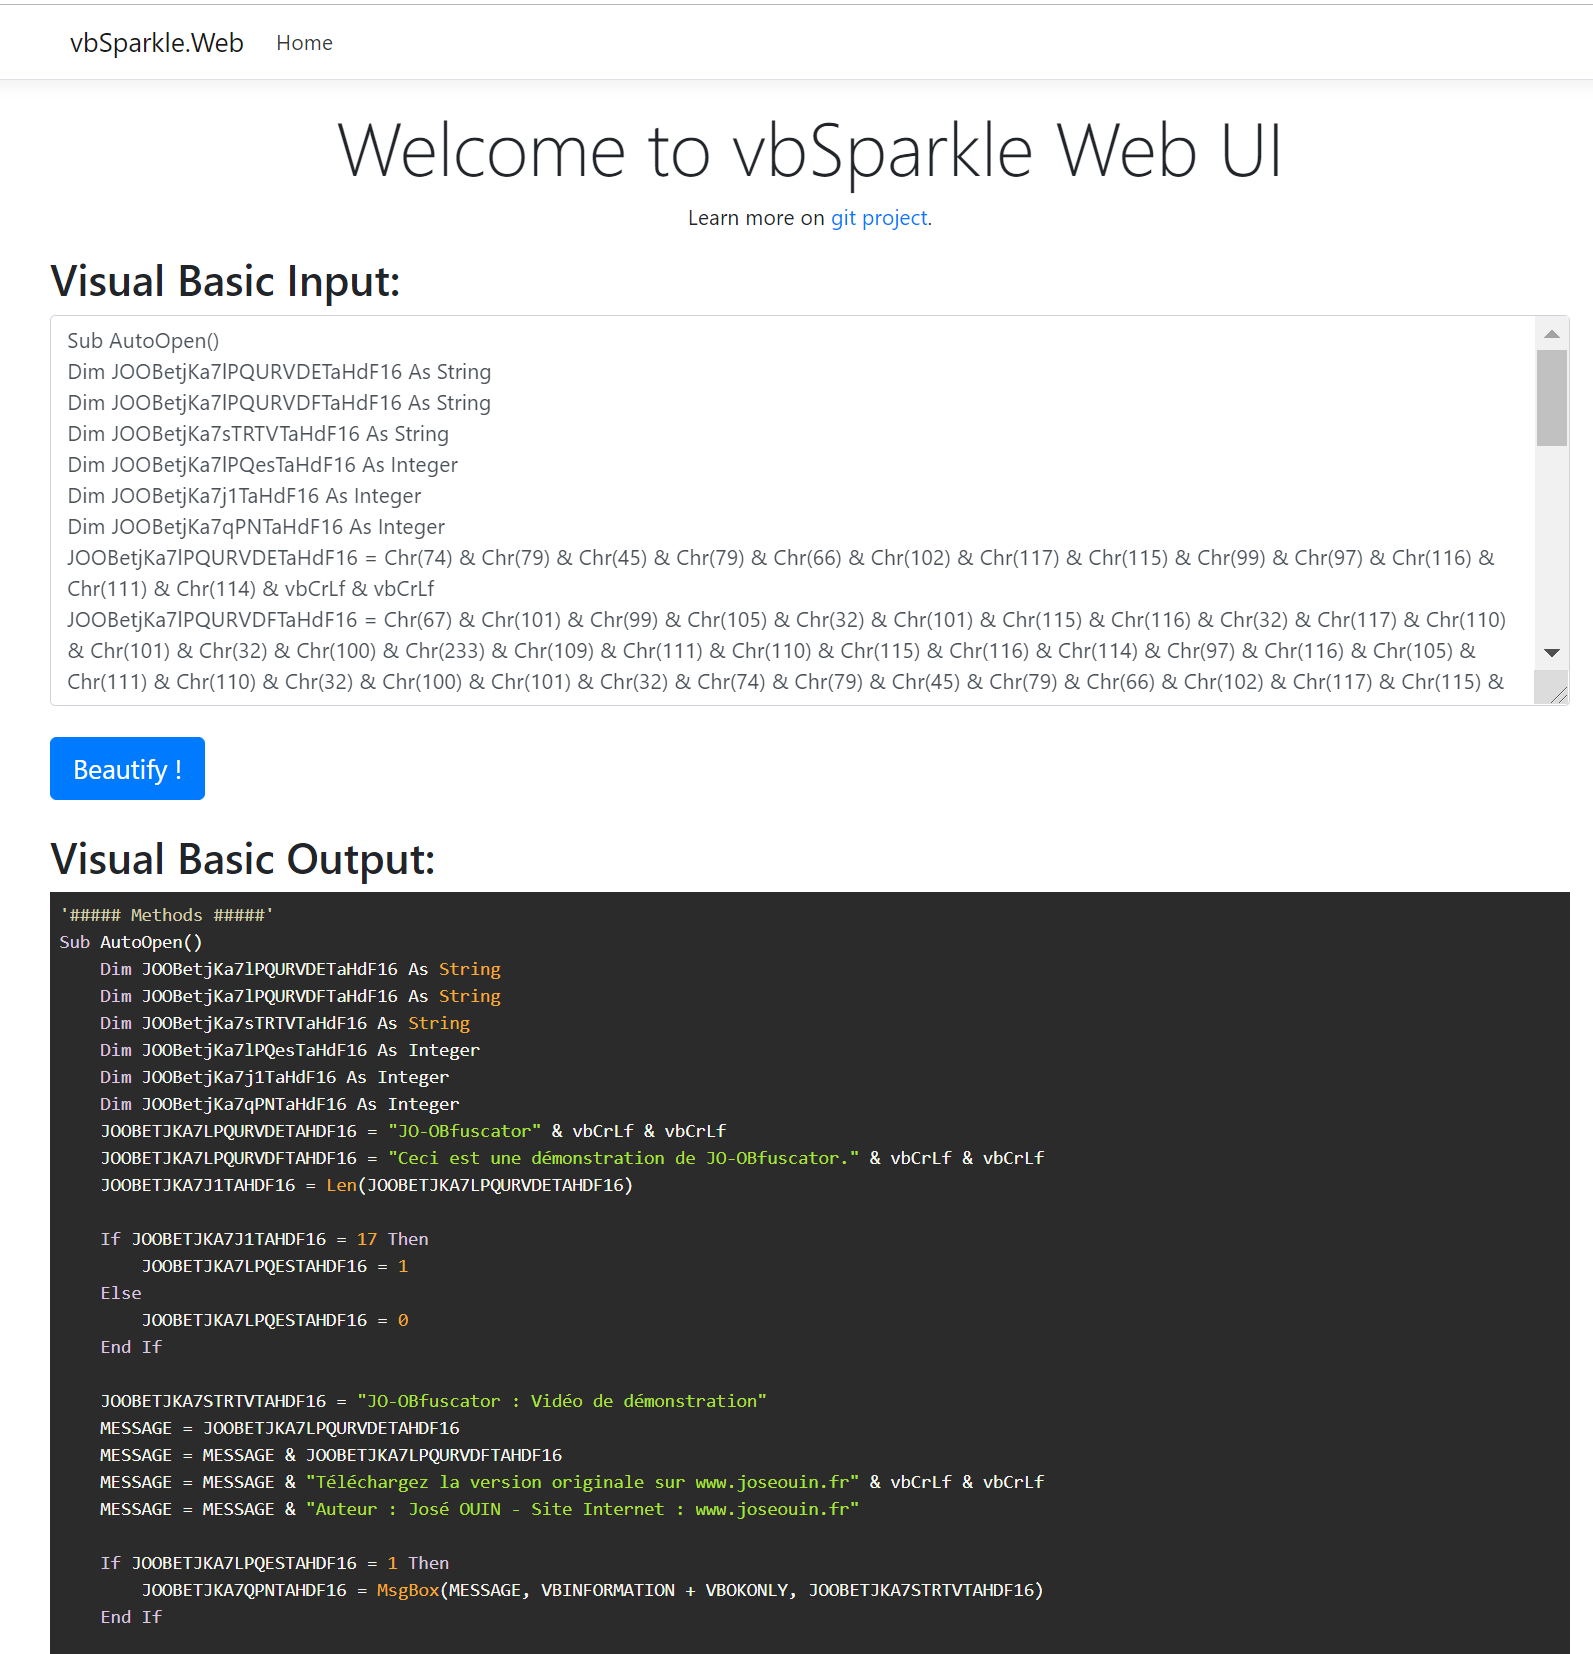 vbSparkle.Web Home
Welcome to vbSparkle Web UI
Learn more on git project.
Visual Basic Input:
Sub AutoOpen()
Dim JOOBetjKa7lPQURVDETaHdF16 As String
Dim JOOBetjKa7lPQURVDFTaHdF16 As String
Dim JOOBetjKa7sTRTVTaHdF16 As String
Dim JOOBetjKa7lPQesTaHdF16 As Integer
Dim JOOBetjKa7j1TaHdF16 As Integer
Dim JOOBetjKa7qPNTaHdF16 As Integer
JOOBetjKa7lPQURVDETaHdF16 = Chr(74) & Chr(79) & Chr(45) & Chr(79) & Chr(66) & Chr(102) & Chr(117) & Chr(115) & Chr(99) & Chr(97) & Chr(116) &
Chr(111) & Chr(114) & vbCrLf & vbCrLf
JOOBetjKa7lPQURVDFTaHdF16 = Chr(67) & Chr(101) & Chr(99) & Chr(105) & Chr(32) & Chr(101) & Chr(115) & Chr(116) & Chr(32) & Chr(117) & Chr(110)
& Chr(101) & Chr(32) & Chr(100) & Chr(233) & Chr(109) & Chr(111) & Chr(110) & Chr(115) & Chr(116) & Chr(114) & Chr(97) & Chr(116) & Chr(105) &
Chr(111) & Chr(110) & Chr(32) & Chr(100) & Chr(101) & Chr(32) & Chr(74) & Chr(79) & Chr(45) & Chr(79) & Chr(66) & Chr(102) & Chr(117) & Chr(115) &
Beautify !
Visual Basic Output:
'##### Methods #####'
Sub AutoOpen()
    Dim JOOBetjKa7lPQURVDETaHdF16 As String
    Dim JOOBetjKa7lPQURVDFTaHdF16 As String
    Dim JOOBetjKa7sTRTVTaHdF16 As String
    Dim JOOBetjKa7lPQesTaHdF16 As Integer
    Dim JOOBetjKa7j1TaHdF16 As Integer
    Dim JOOBetjKa7qPNTaHdF16 As Integer
    JOOBETJKA7LPQURVDETAHDF16 = "JO-OBfuscator" & vbCrLf & vbCrLf
    JOOBETJKA7LPQURVDFTAHDF16 = "Ceci est une démonstration de JO-OBfuscator." & vbCrLf & vbCrLf
    JOOBETJKA7J1TAHDF16 = Len(JOOBETJKA7LPQURVDETAHDF16)
    If JOOBETJKA7J1TAHDF16 = 17 Then
        JOOBETJKA7LPQESTAHDF16 = 1
    Else
        JOOBETJKA7LPQESTAHDF16 = 0
    End If
    JOOBETJKA7STRTVTAHDF16 = "JO-OBfuscator : Vidéo de démonstration"
    MESSAGE = JOOBETJKA7LPQURVDETAHDF16
    MESSAGE = MESSAGE & JOOBETJKA7LPQURVDFTAHDF16
    MESSAGE = MESSAGE & "Téléchargez la version originale sur www.joseouin.fr" & vbCrLf & vbCrLf
    MESSAGE = MESSAGE & "Auteur : José OUIN - Site Internet : www.joseouin.fr"
    If JOOBETJKA7LPQESTAHDF16 = 1 Then
        JOOBETJKA7QPNTAHDF16 = MsgBox(MESSAGE, VBINFORMATION + VBOKONLY, JOOBETJKA7STRTVTAHDF16)
    End If